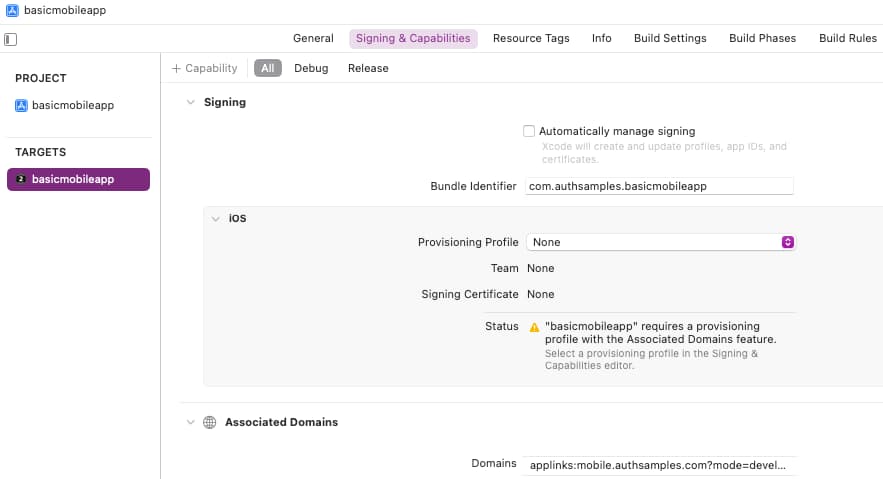 basicmobileapp
General Signing & Capabilities Resource Tags Info Build Settings Build Phases Build Rules
+ Capability All Debug Release
PROJECT
basicmobileapp
TARGETS
2 basicmobileapp
Signing
Automatically manage signing
Xcode will create and update profiles, app IDs, and
certificates.
Bundle Identifier com.authsamples.basicmobileapp
iOS
Provisioning Profile None
Team None
Signing Certificate None
Status "basicmobileapp" requires a provisioning
profile with the Associated Domains feature.
Select a provisioning profile in the Signing &
Capabilities editor.
Associated Domains
Domains applinks:mobile.authsamples.com?mode=devel...